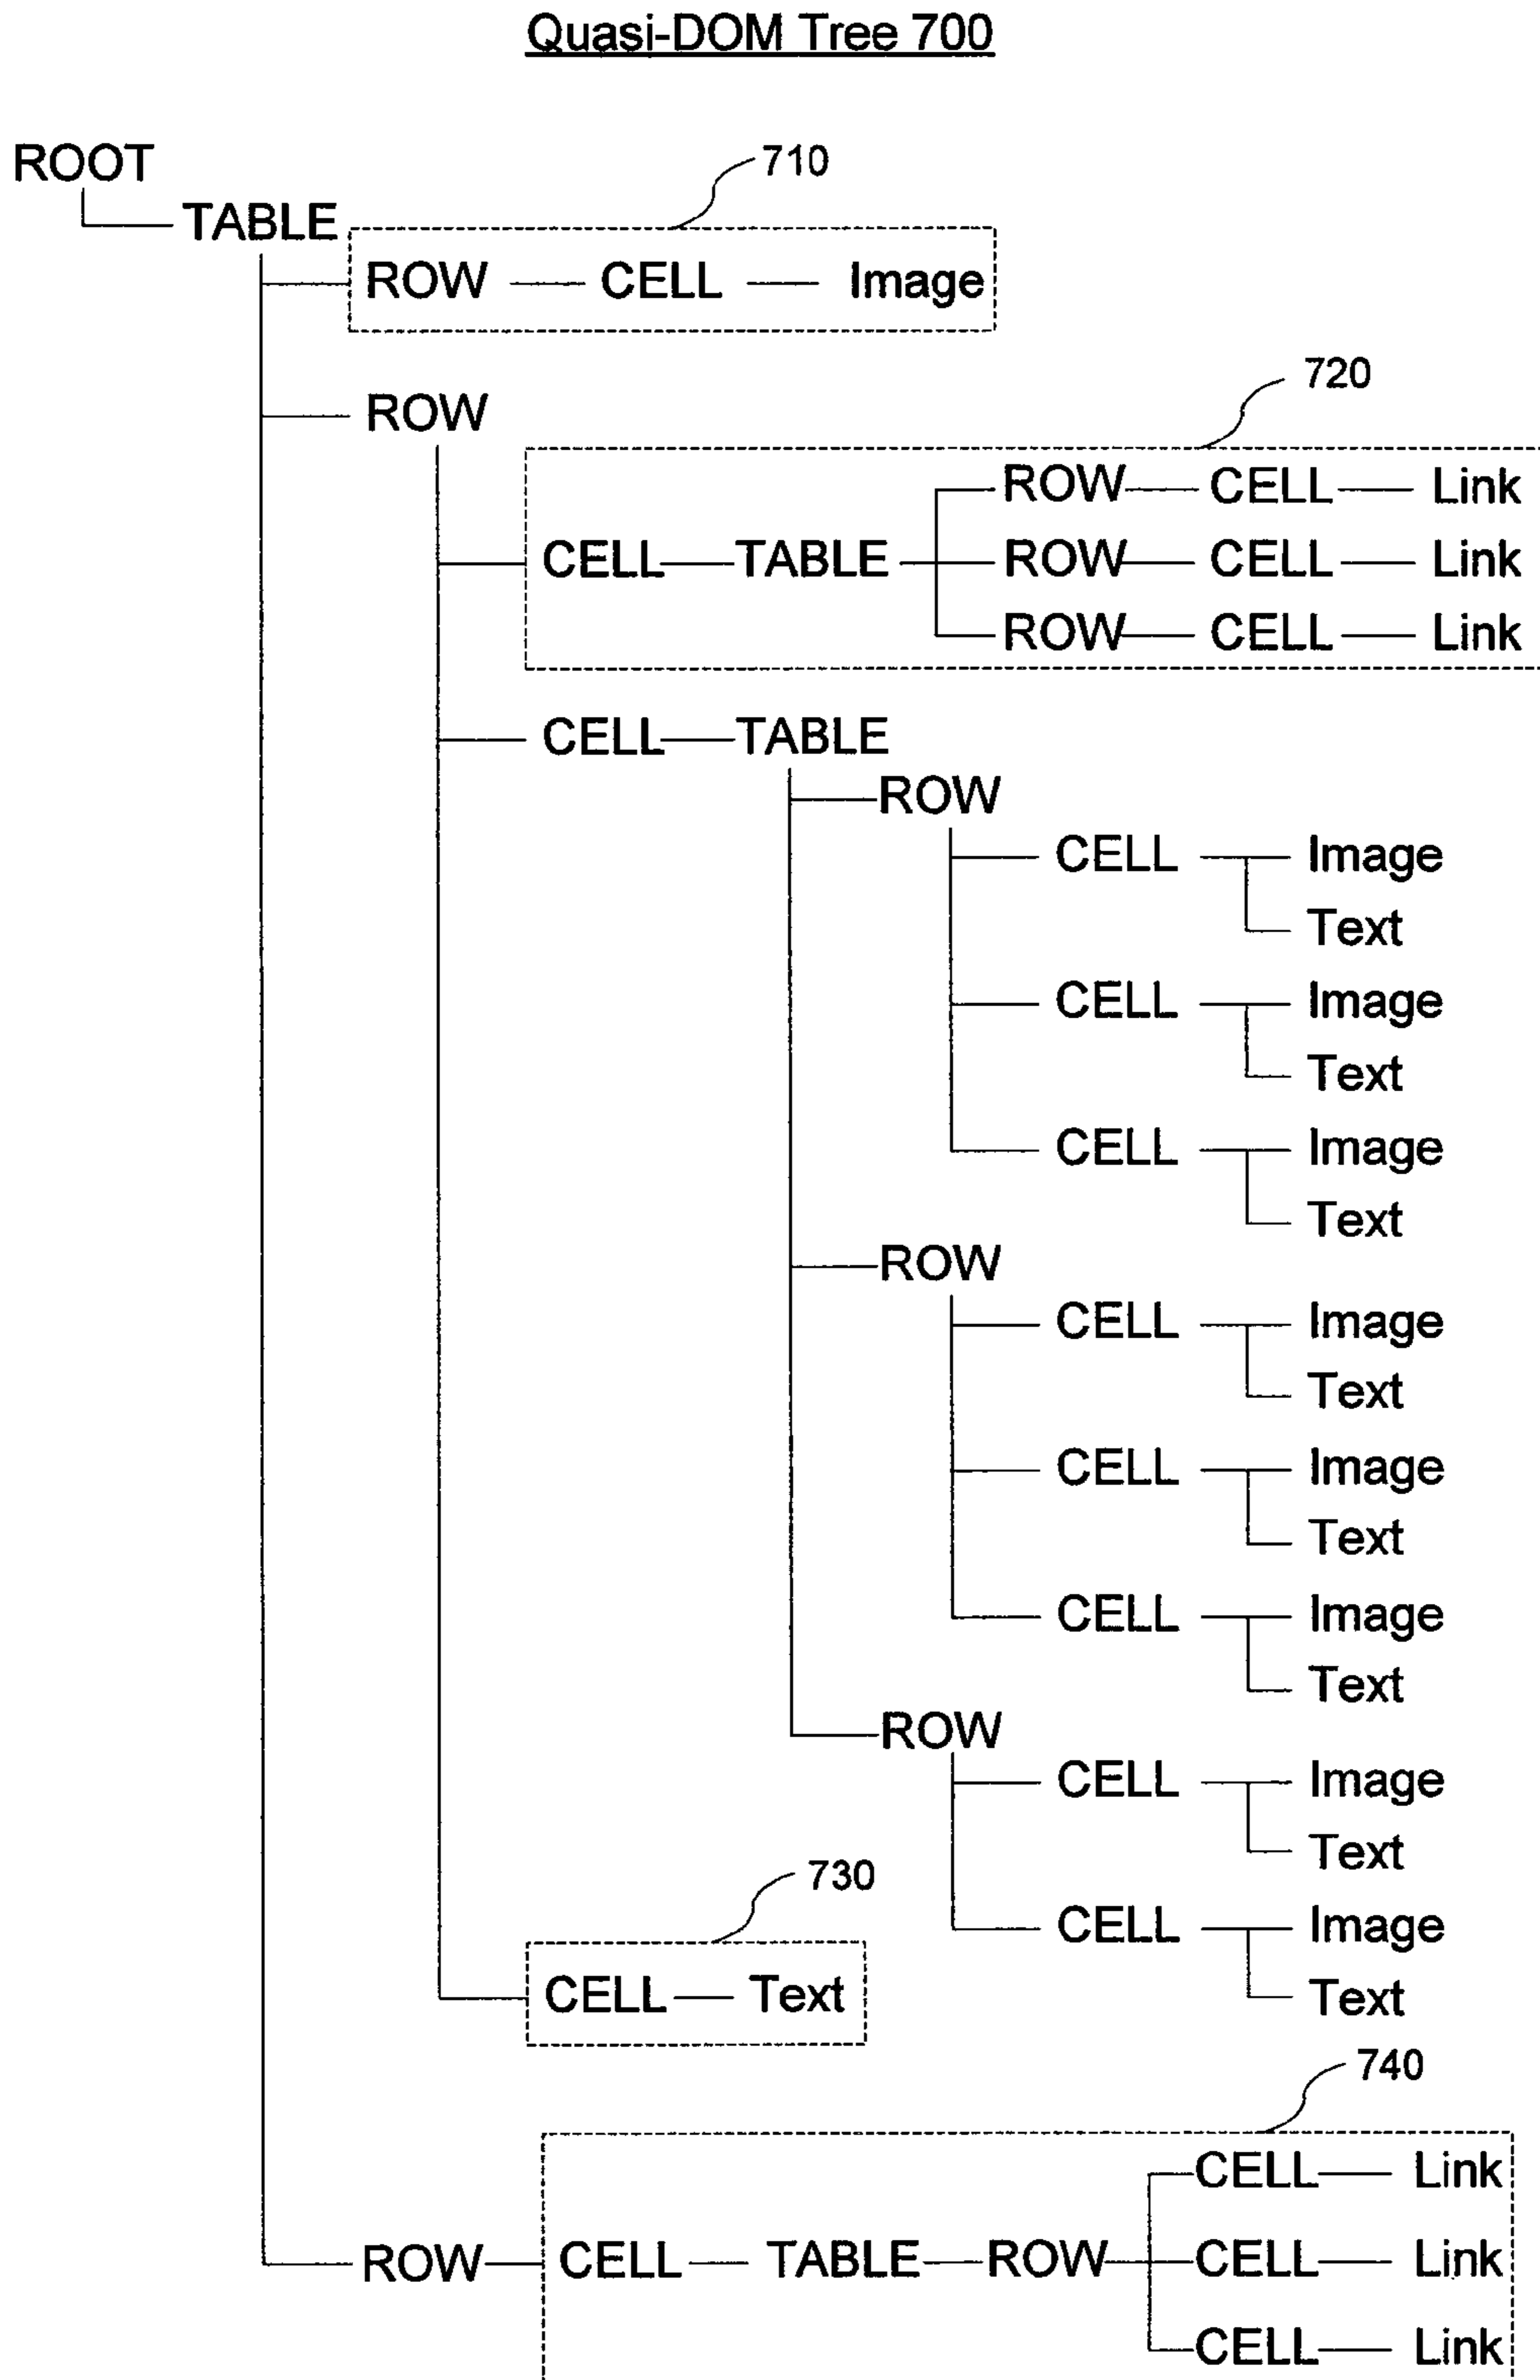 Quasi-DOM Tree 700
ROOT
710
TABLE
ROW CELL Image
720
ROW
ROW CELL Link
CELL TABLE ROW CELL Link
ROW CELL Link
CELL TABLE
ROW
CELL Image
Text
CELL Image
Text
CELL Image
Text
ROW
CELL Image
Text
CELL Image
Text
CELL Image
Text
ROW
CELL Image
Text
730
CELL Image
CELL Text
Text
740
CELL Link
ROW CELL TABLE ROW CELL Link
CELL Link